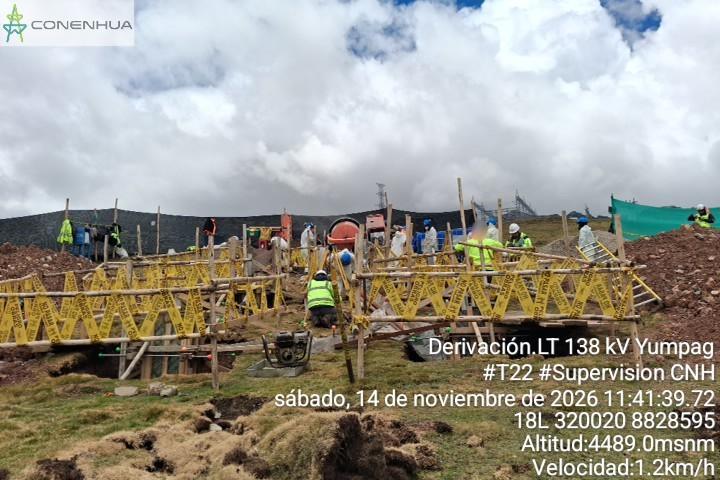 CONENHUA
Derivación.LT 138 kV Yumpag
#T22 #Supervision CNH
sábado, 14 de noviembre de 2026 11:41:39.72
18L 320020 8828595
Altitud:4489.0msnm
Velocidad:1.2km/h